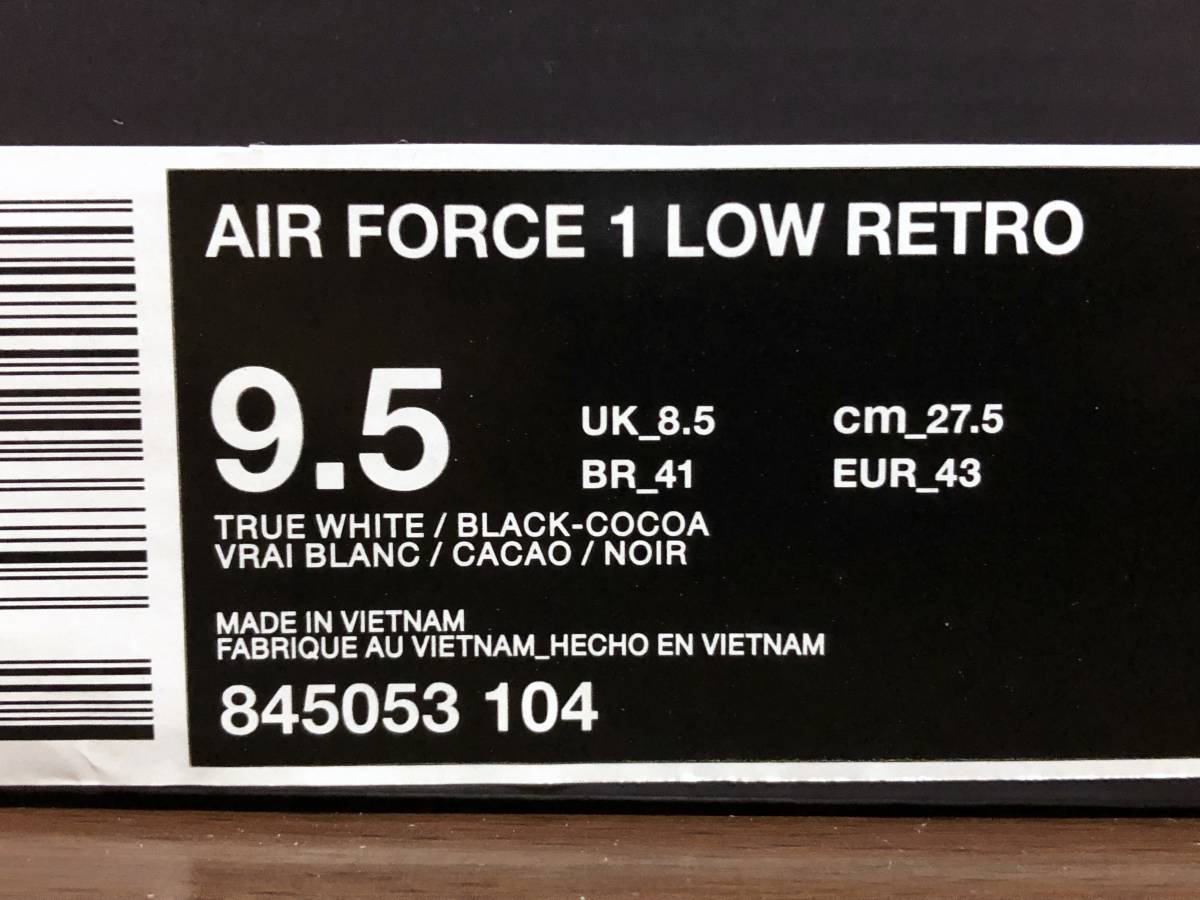 AIR FORCE 1 LOW RETRO
9.5
UK_8.5 cm_27.5
BR_41 EUR_43
TRUE WHITE / BLACK-COCOA
VRAI BLANC / CACAO / NOIR
MADE IN VIETNAM
FABRIQUE AU VIETNAM_HECHO EN VIETNAM
845053 104